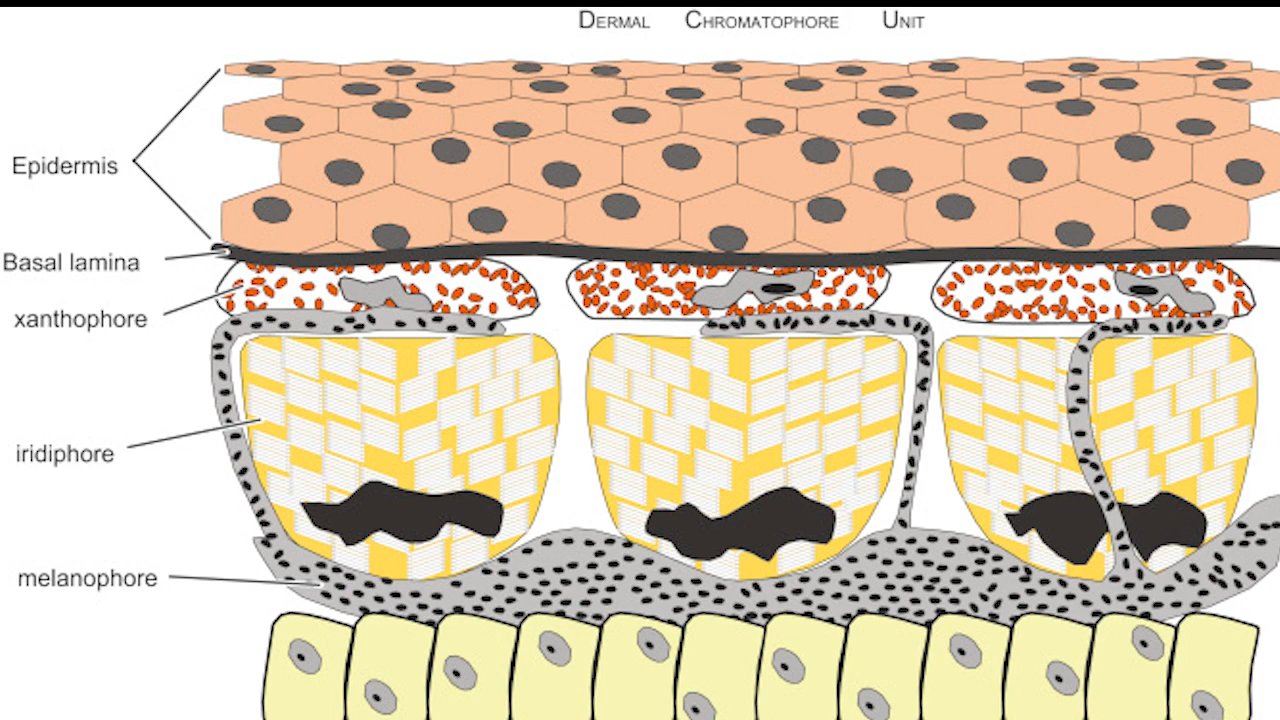 Dermal Chromatophore Unit
Epidermis
Basal lamina
xanthophore
iridiphore
melanophore